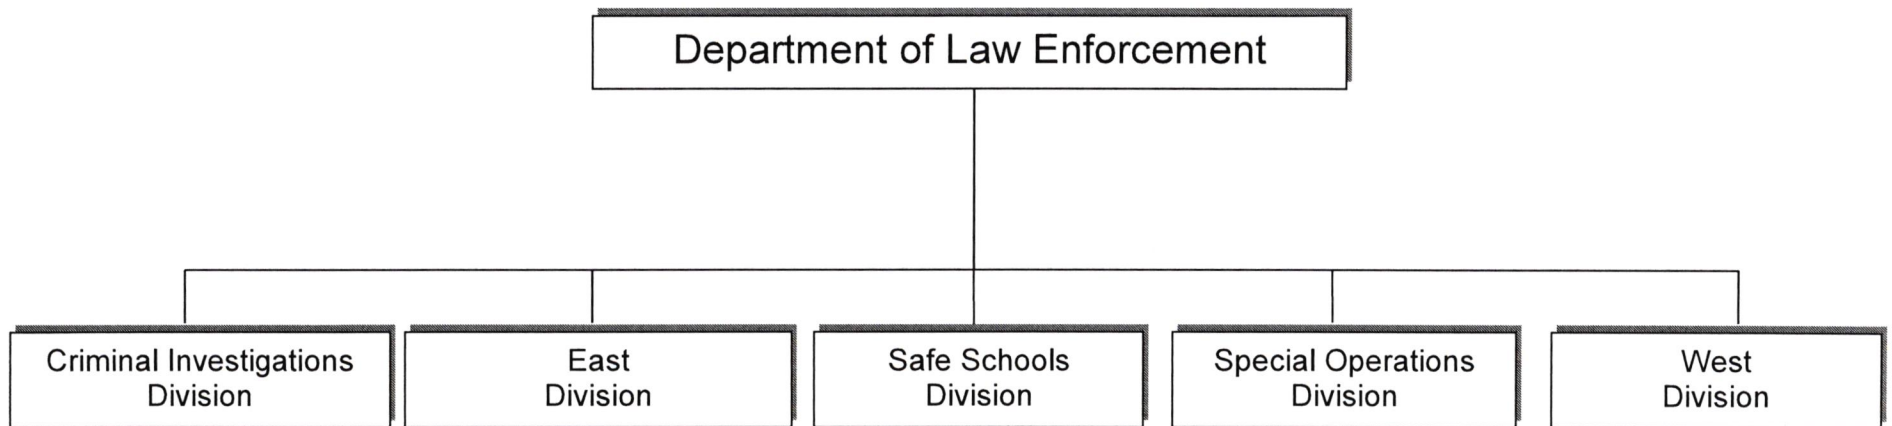 Department of Law Enforcement
Criminal Investigations
Division
East
Division
Safe Schools
Division
Special Operations
Division
West
Division